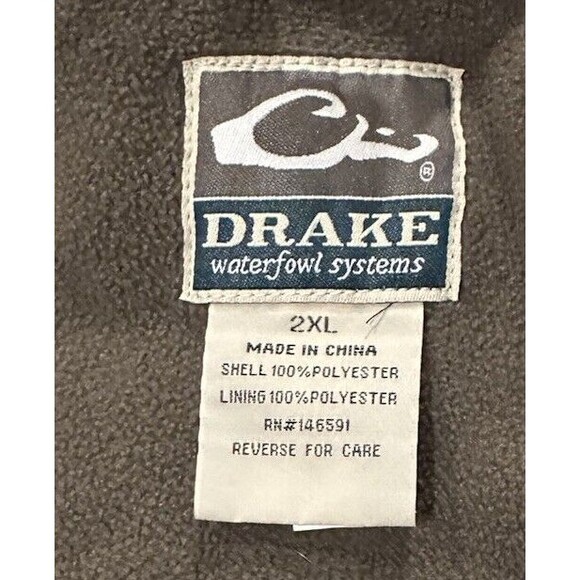 ®
DRAKE
waterfowl systems
2XL
MADE IN CHINA
SHELL 100%POLYESTER
LINING 100%POLYESTER
RN#146591
REVERSE FOR CARE